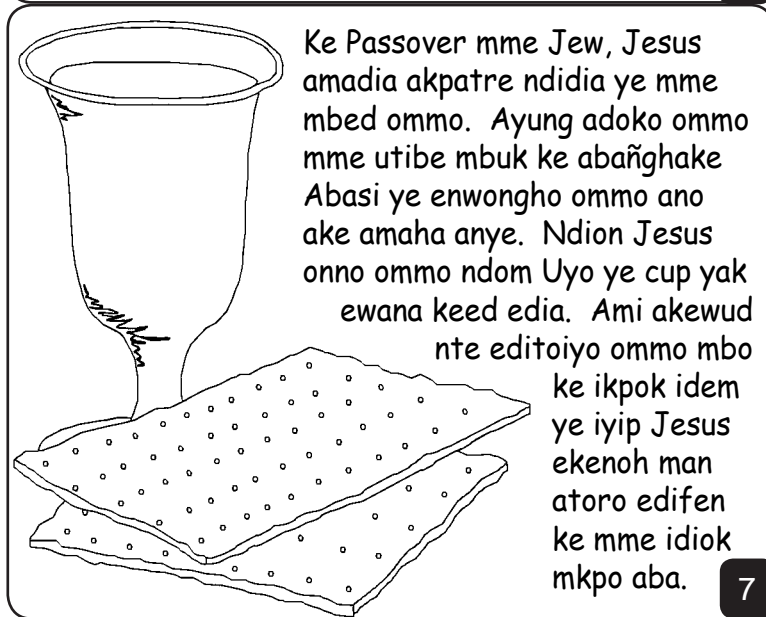 Ke Passover mme Jew, Jesus
amadia akpatre ndidia ye mme
mbed ommo. Ayung adoko ommo
mme utibe mbuk ke abañghake
Abasi ye enwongho ommo ano
ake amaha anye. Ndion Jesus
onno ommo ndom Uyo ye cup yak
ewana keed edia. Ami akewud
nte editoiyo ommo mbo
ke ikpok idem
ye iyip Jesus
ekenoh man
atoro edifen
ke mme idiok
mkpo aba.
7